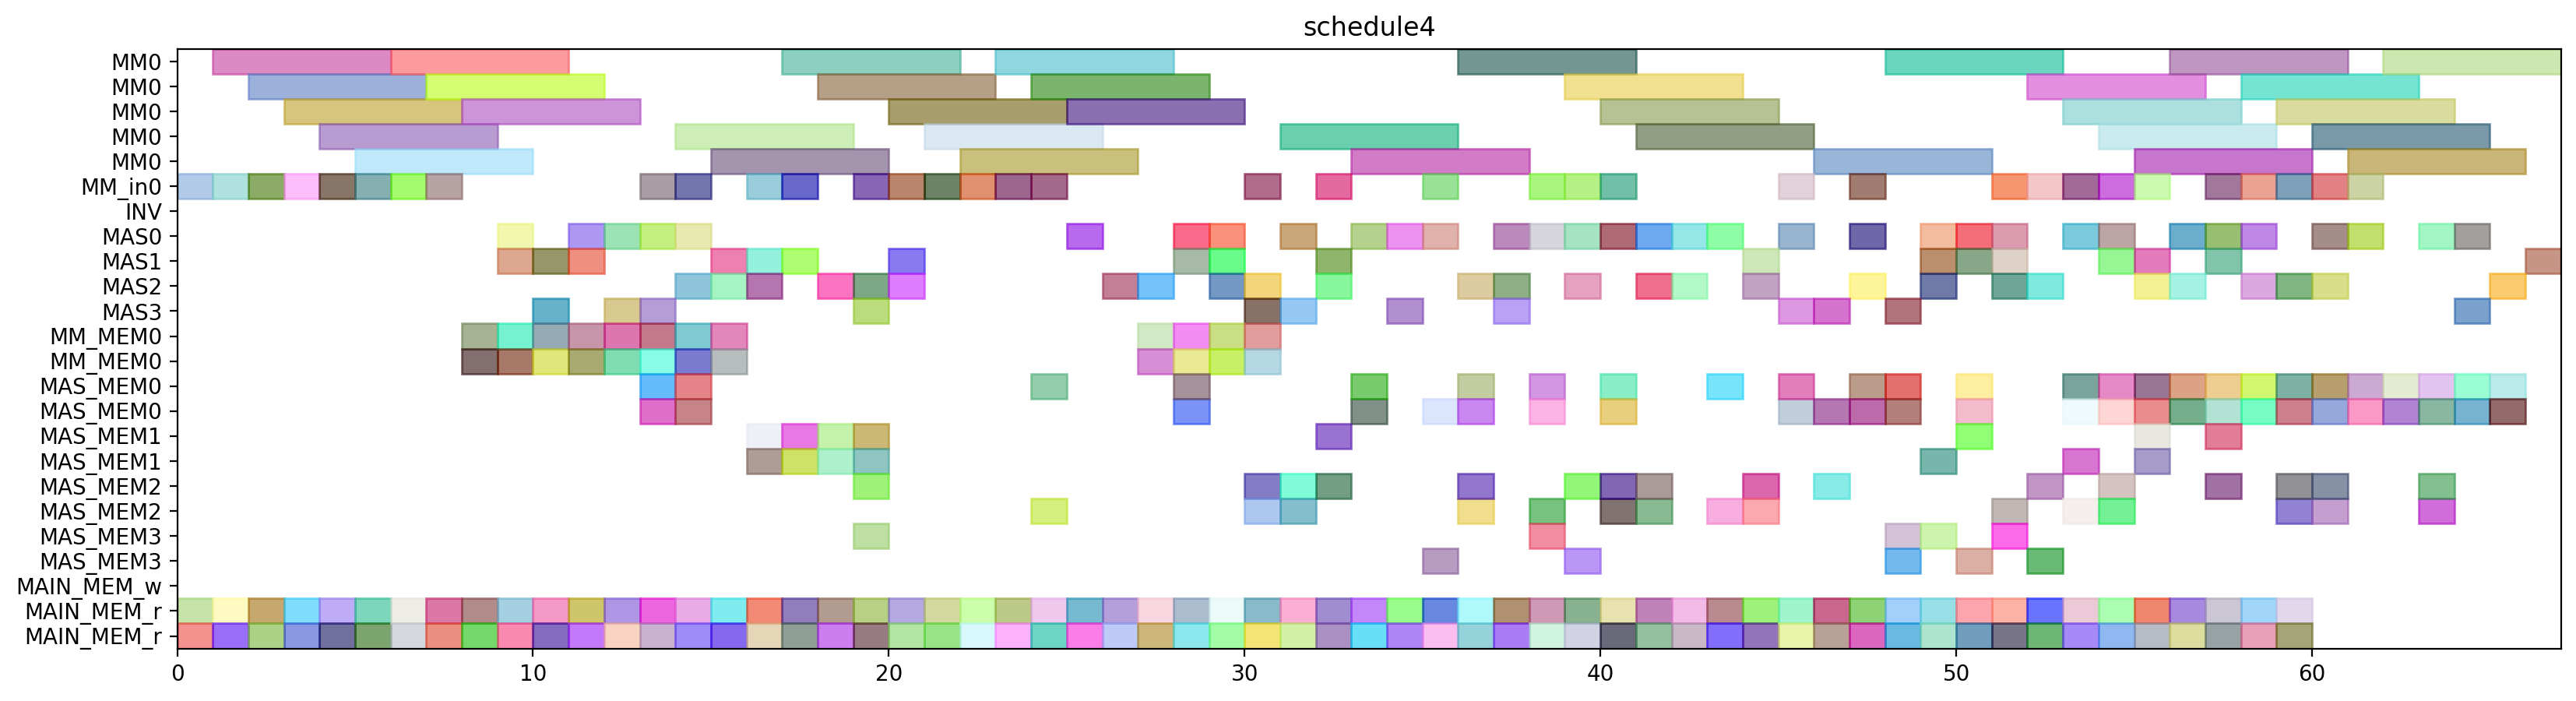 schedule4
MM0
MM0
MM0
MM0
MM0
MM_in0
INV
MAS0
MAS1
MAS2
MAS3
MM_MEM0
MM_MEM0
MAS_MEM0
MAS_MEM0
MAS_MEM1
MAS_MEM1
MAS_MEM2
MAS_MEM2
MAS_MEM3
MAS_MEM3
MAIN_MEM_w
MAIN_MEM_r
MAIN_MEM_r
0 10 20 30 40 50 60